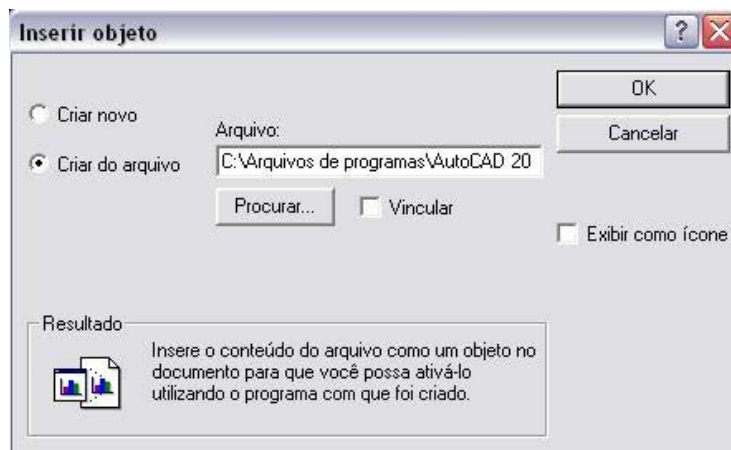 Inserir objeto
?
Criar novo
Criar do arquivo
Arquivo:
C:\Arquivos de programas\AutoCAD 20
Procurar...
Vincular
OK
Cancelar
Exibir como ícone
Resultado
Insere o conteúdo do arquivo como um objeto no
documento para que você possa ativá-lo
utilizando o programa com que foi criado.